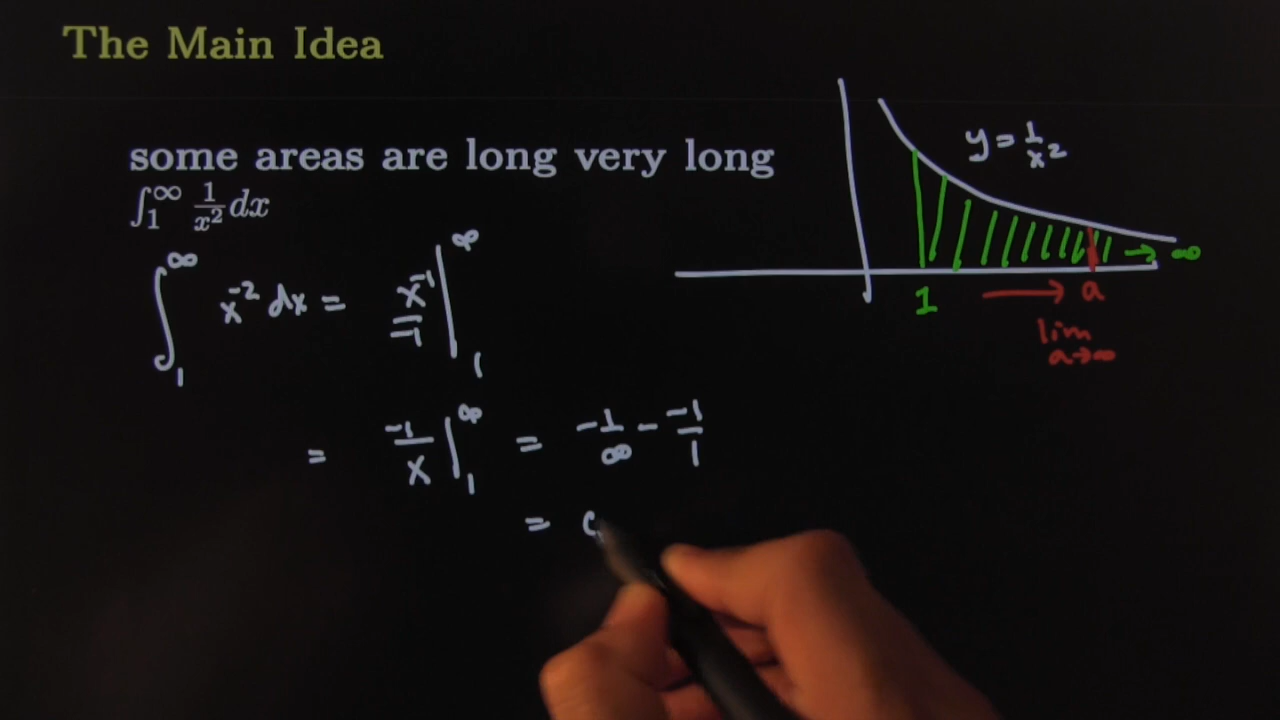 The Main Idea
some areas are long very long
∫₁^∞ 1/x² dx
y = 1/x²
→ ∞
1 → a
lim
a→∞
∫₁^∞ x⁻² dx = x⁻¹/-1 |₁^∞
= -1/x |₁^∞ = -1/∞ - -1/1
= 0